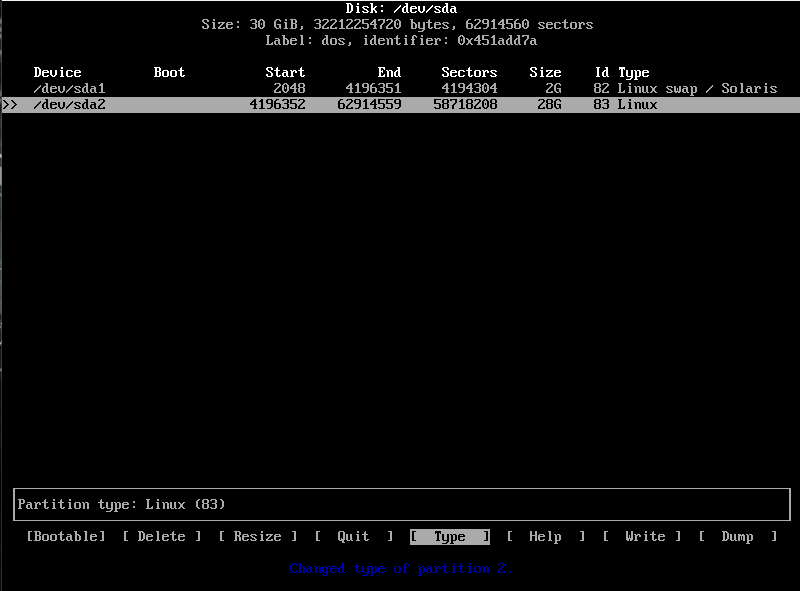 Disk: /dev/sda
Size: 30 GiB, 32212254720 bytes, 62914560 sectors
Label: dos, identifier: 0x451add7a
Device Boot Start End Sectors Size Id Type
/dev/sda1 2048 4196351 4194304 2G 82 Linux swap / Solaris
>> /dev/sda2 4196352 62914559 58718208 28G 83 Linux
Partition type: Linux (83)
[Bootable] [ Delete ] [ Resize ] [ Quit ] [ Type ] [ Help ] [ Write ] [ Dump ]
Changed type of partition 2.